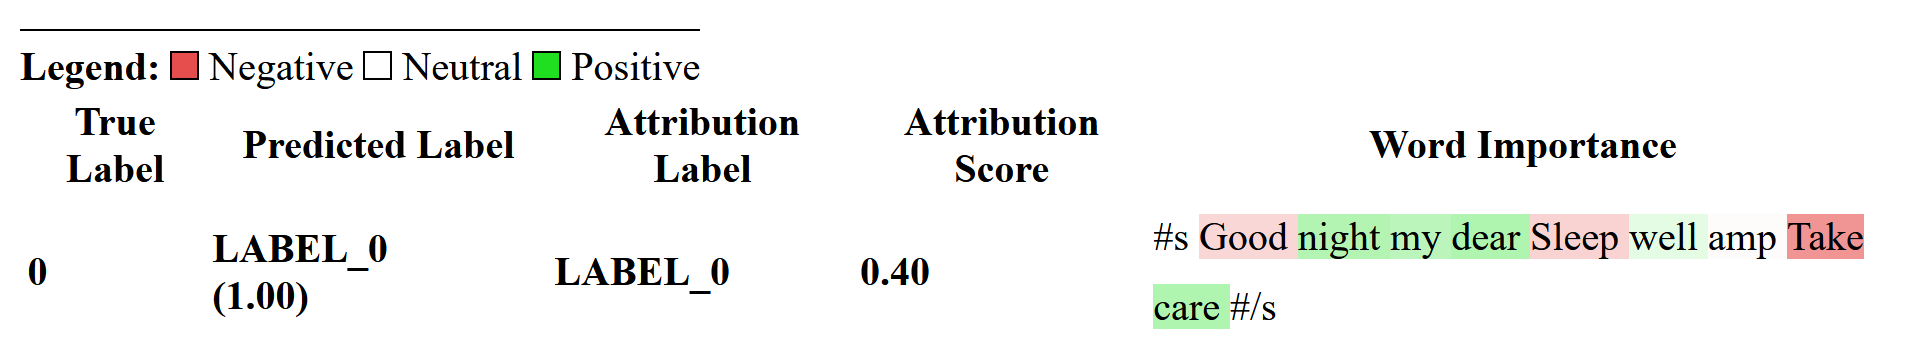 Legend: Negative Neutral Positive
True Label
Predicted Label
Attribution Label
Attribution Score
Word Importance
0
LABEL_0
(1.00)
LABEL_0
0.40
#s Good night my dear Sleep well amp Take
care #/s